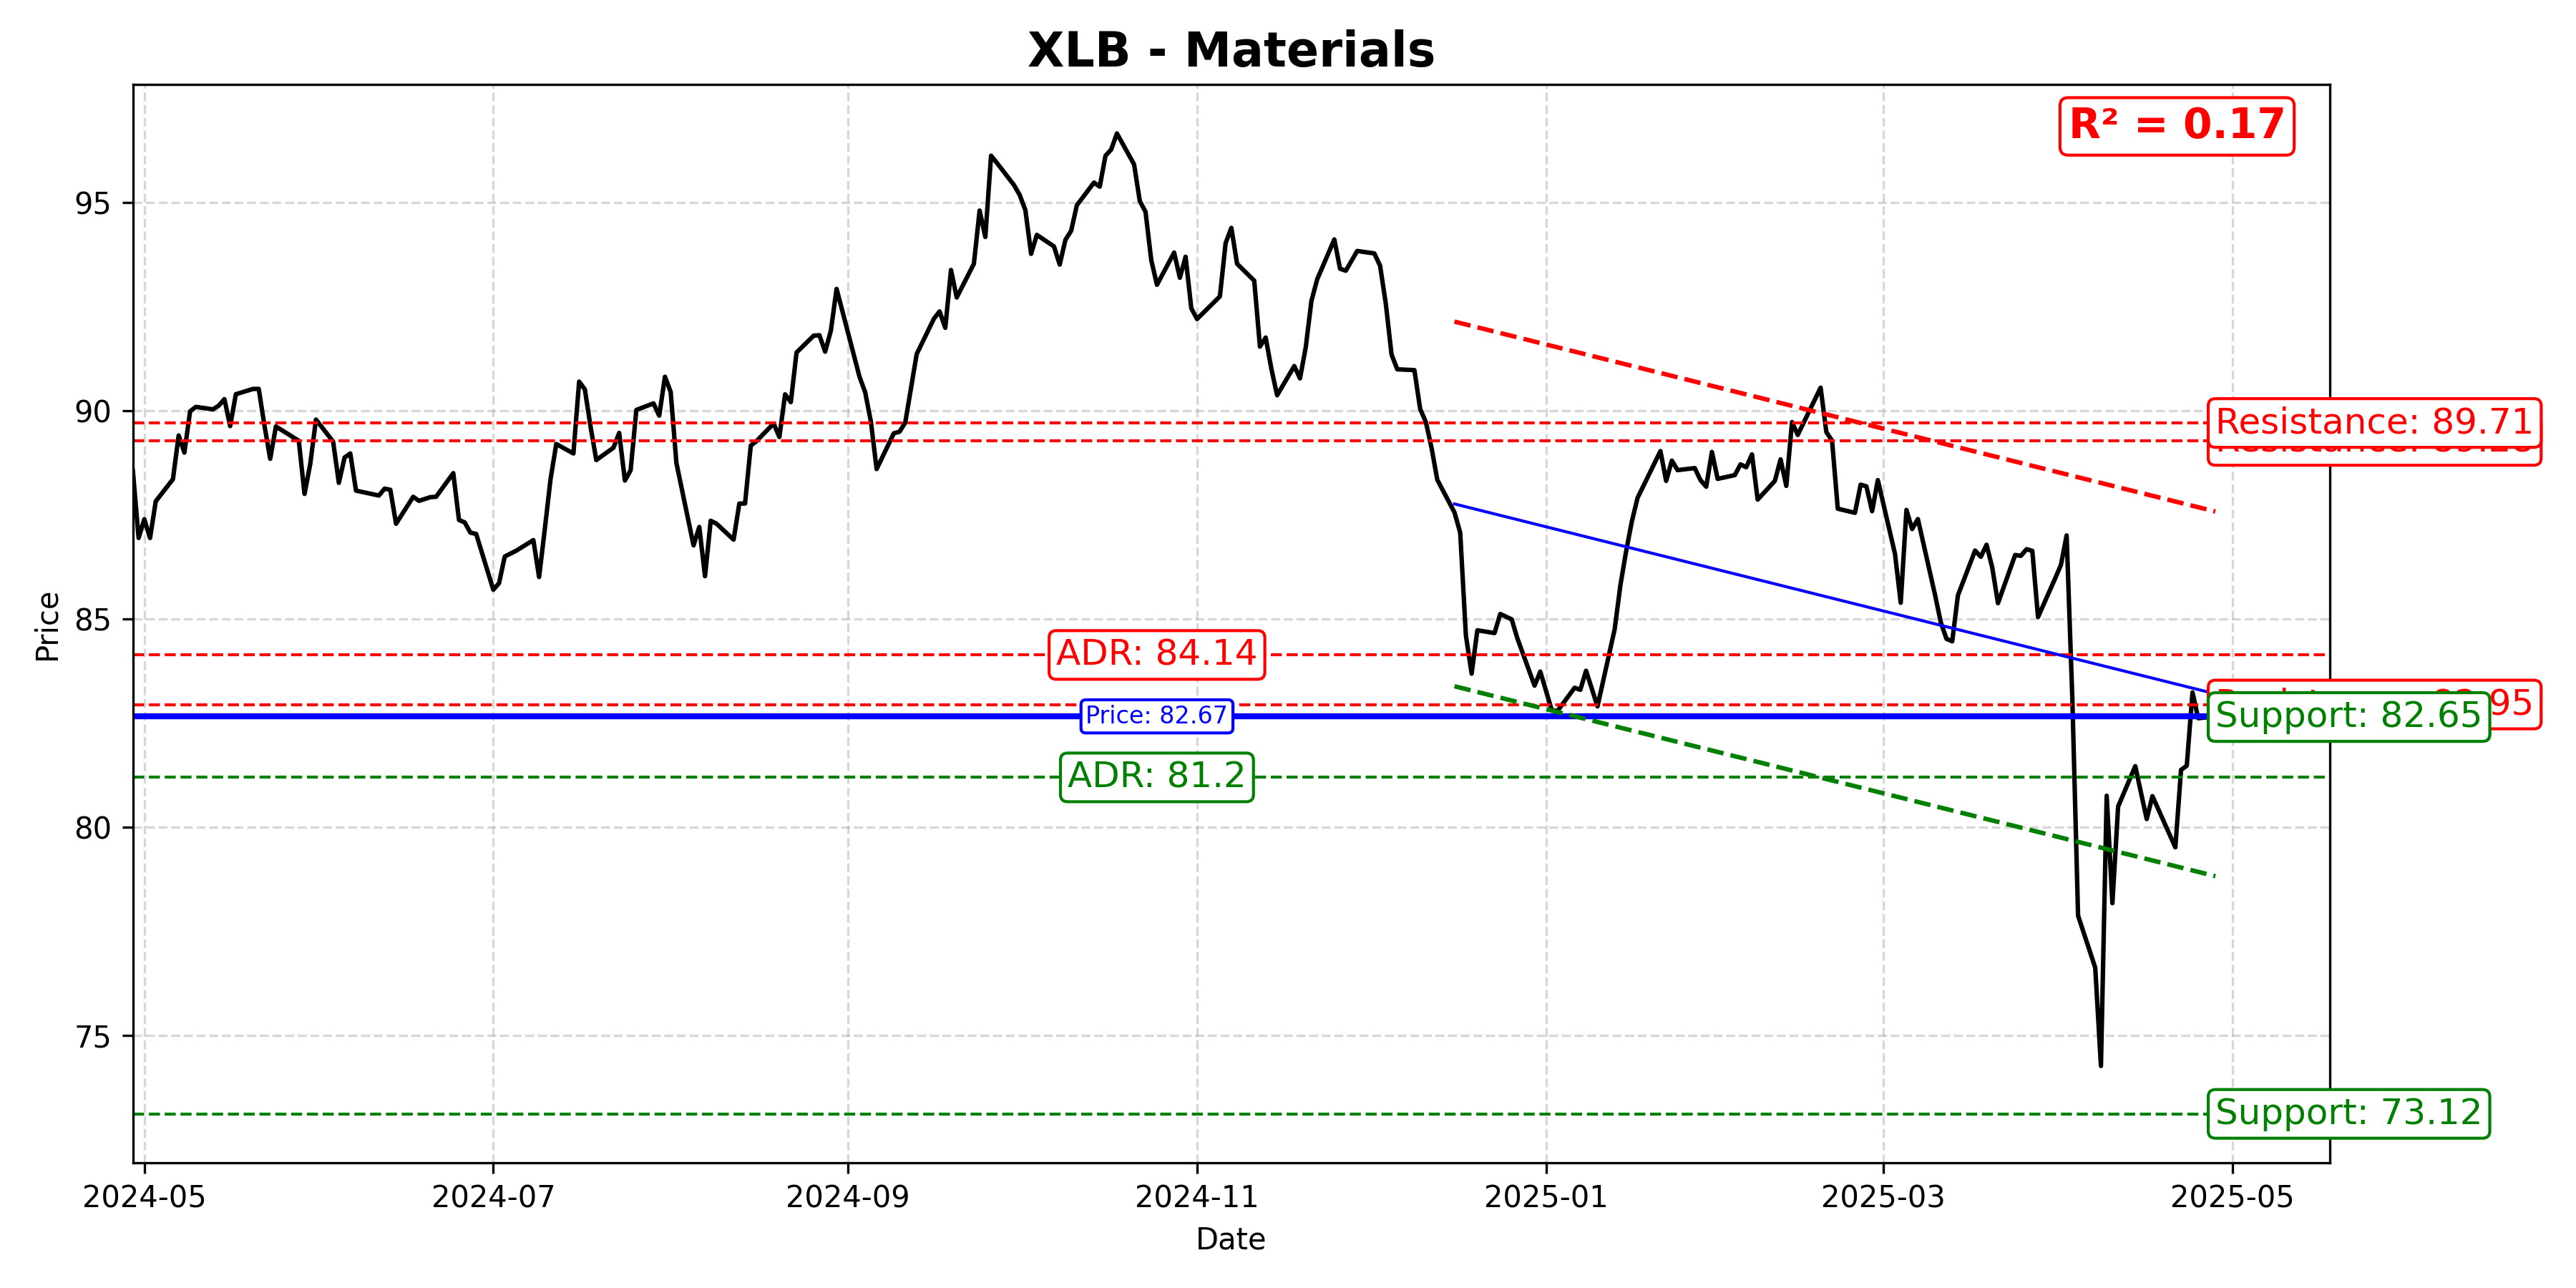 XLB - Materials
R² = 0.17
95
90
85
80
75
Price
Resistance: 89.71
ADR: 84.14
95
Price: 82.67
Support: 82.65
ADR: 81.2
Support: 73.12
2024-05
2024-07
2024-09
2024-11
2025-01
2025-03
2025-05
Date